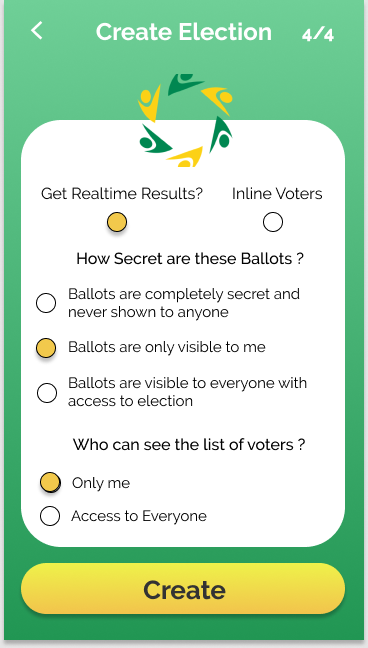 Create Election 4/4
Get Realtime Results? Inline Voters
How Secret are these Ballots ?
Ballots are completely secret and
never shown to anyone
Ballots are only visible to me
Ballots are visible to everyone with
access to election
Who can see the list of voters ?
Only me
Access to Everyone
Create